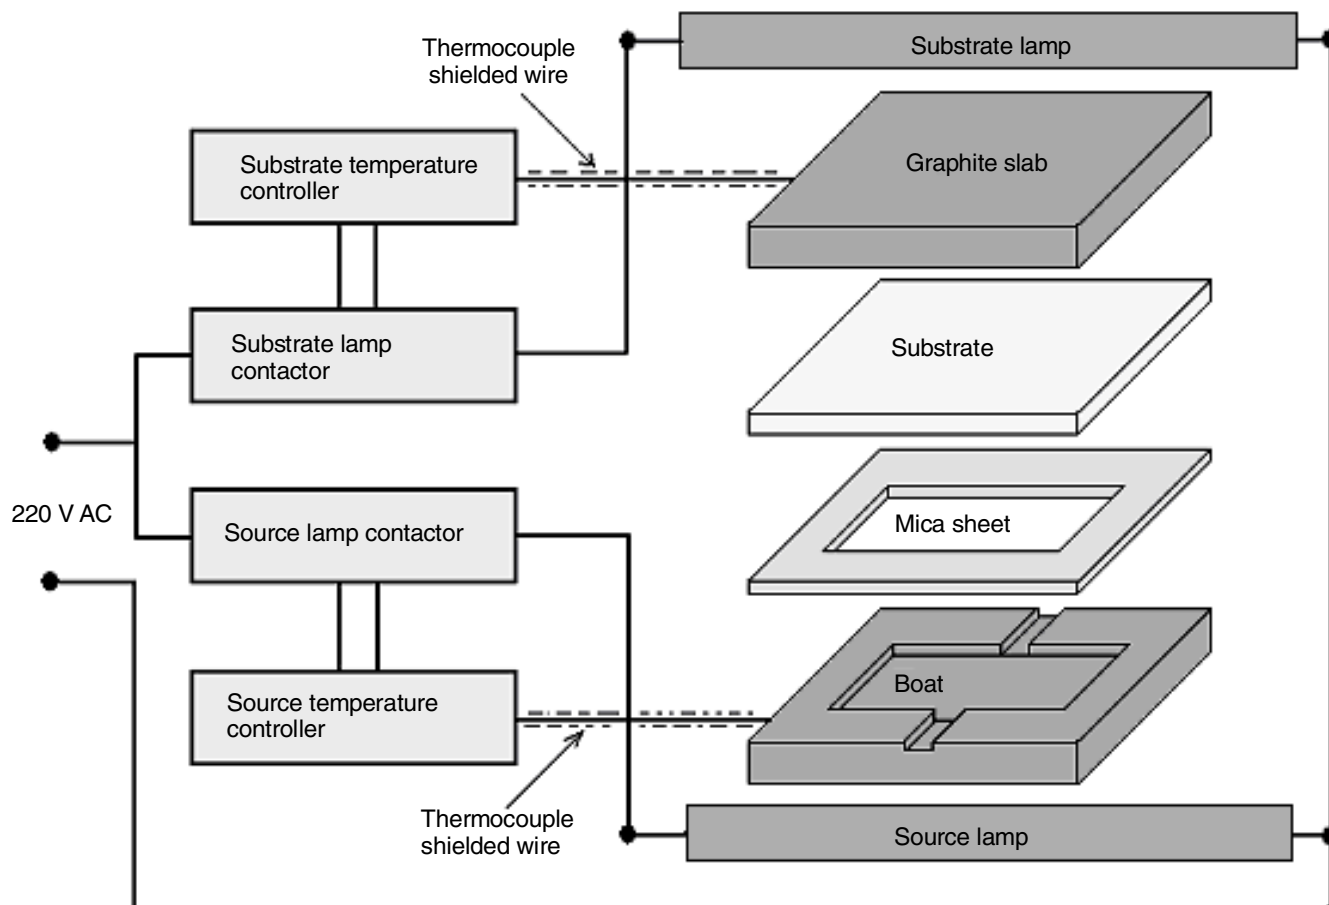 Thermocouple
shielded wire
Substrate lamp
Substrate temperature
controller
Graphite slab
Substrate lamp
contactor
Substrate
220 V AC
Source lamp contactor
Mica sheet
Source temperature
controller
Boat
Thermocouple
shielded wire
Source lamp